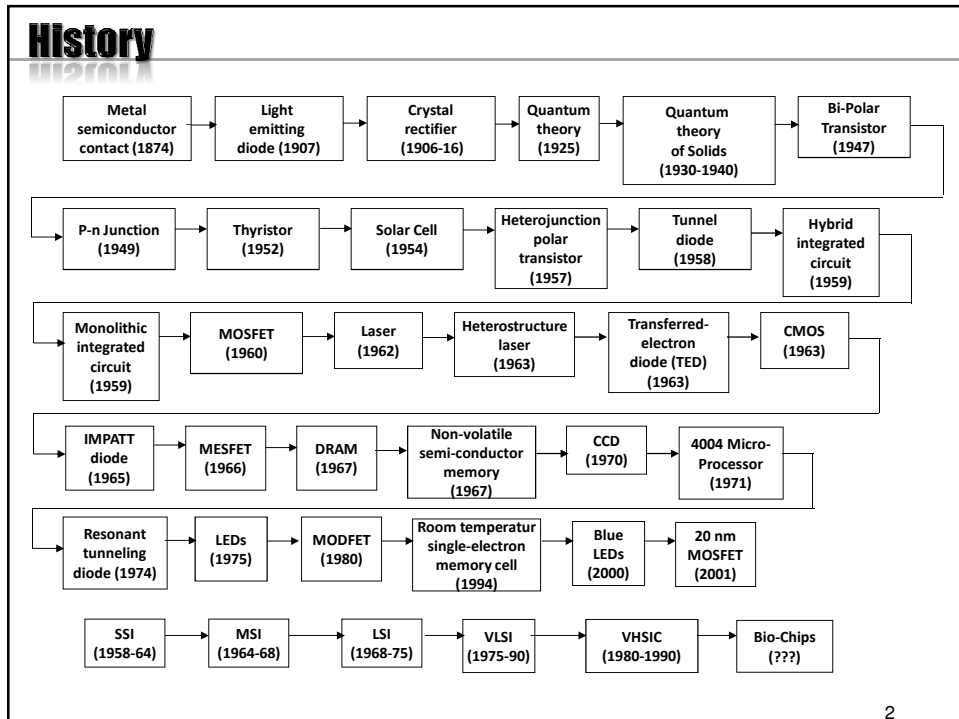 History
Metal
semiconductor
contact (1874)
Light
emitting
diode (1907)
Crystal
rectifier
(1906-16)
Quantum
theory
(1925)
Quantum
theory
of Solids
(1930-1940)
Bi-Polar
Transistor
(1947)
P-n Junction
(1949)
Thyristor
(1952)
Solar Cell
(1954)
Heterojunction
polar
transistor
(1957)
Tunnel
diode
(1958)
Hybrid
integrated
circuit
(1959)
Monolithic
integrated
circuit
(1959)
MOSFET
(1960)
Laser
(1962)
Heterostructure
laser
(1963)
Transferred-
electron
diode (TED)
(1963)
CMOS
(1963)
IMPATT
diode
(1965)
MESFET
(1966)
DRAM
(1967)
Non-volatile
semi-conductor
memory
(1967)
CCD
(1970)
4004 Micro-
Processor
(1971)
Resonant
tunneling
diode (1974)
LEDs
(1975)
MODFET
(1980)
Room temperatur
single-electron
memory cell
(1994)
Blue
LEDs
(2000)
20 nm
MOSFET
(2001)
SSI
(1958-64)
MSI
(1964-68)
LSI
(1968-75)
VLSI
(1975-90)
VHSIC
(1980-1990)
Bio-Chips
(???)
2